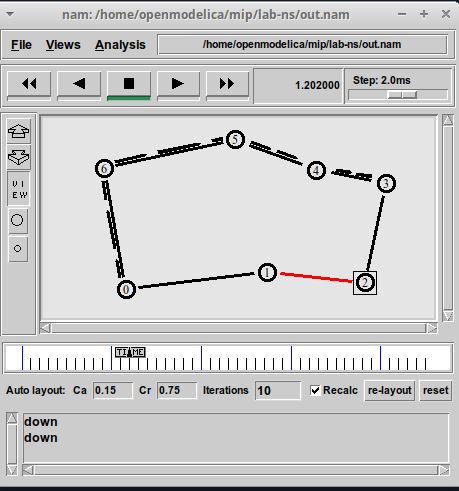 nam: /home/openmodelica/mip/lab-ns/out.nam
File Views Analysis /home/openmodelica/mip/lab-ns/out.nam
1.202000 Step: 2.0ms
5
6
4
3
VIEW
1
2
0
TIME
Auto layout: Ca 0.15 Cr 0.75 Iterations 10 Recalc re-layout reset
down
down